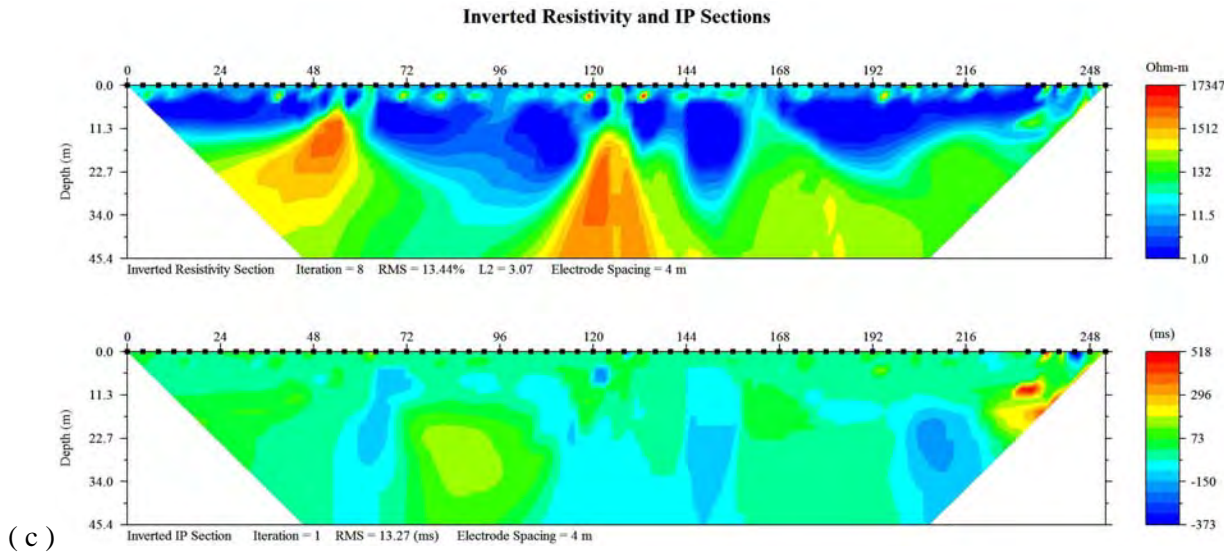 Inverted Resistivity and IP Sections
0 24 48 72 96 120 144 168 192 216 248
Ohm-m
0.0
11.3
22.7
34.0
45.4
Depth (m)
17347
1512
132
11.5
1.0
Inverted Resistivity Section Iteration = 8 RMS = 13.44% L2 = 3.07 Electrode Spacing = 4 m
0 24 48 72 96 120 144 168 192 216 248
(ms)
0.0
11.3
22.7
34.0
45.4
Depth (m)
518
296
73
-150
-373
Inverted IP Section Iteration = 1 RMS = 13.27 (ms) Electrode Spacing = 4 m
( c )